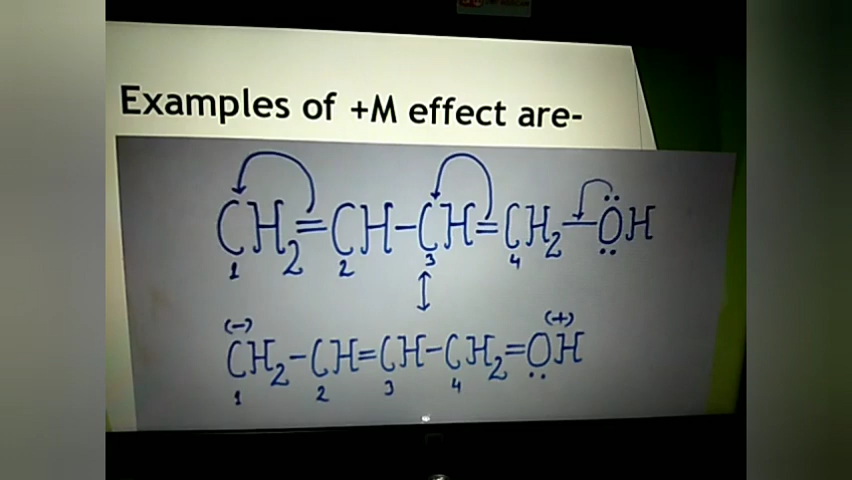 Examples of +M effect are-
CH₂=CH-CH=CH₂-ÖH
1 2 3 4
(-) (+)
CH₂-CH=CH-CH₂=OH
1 2 3 4